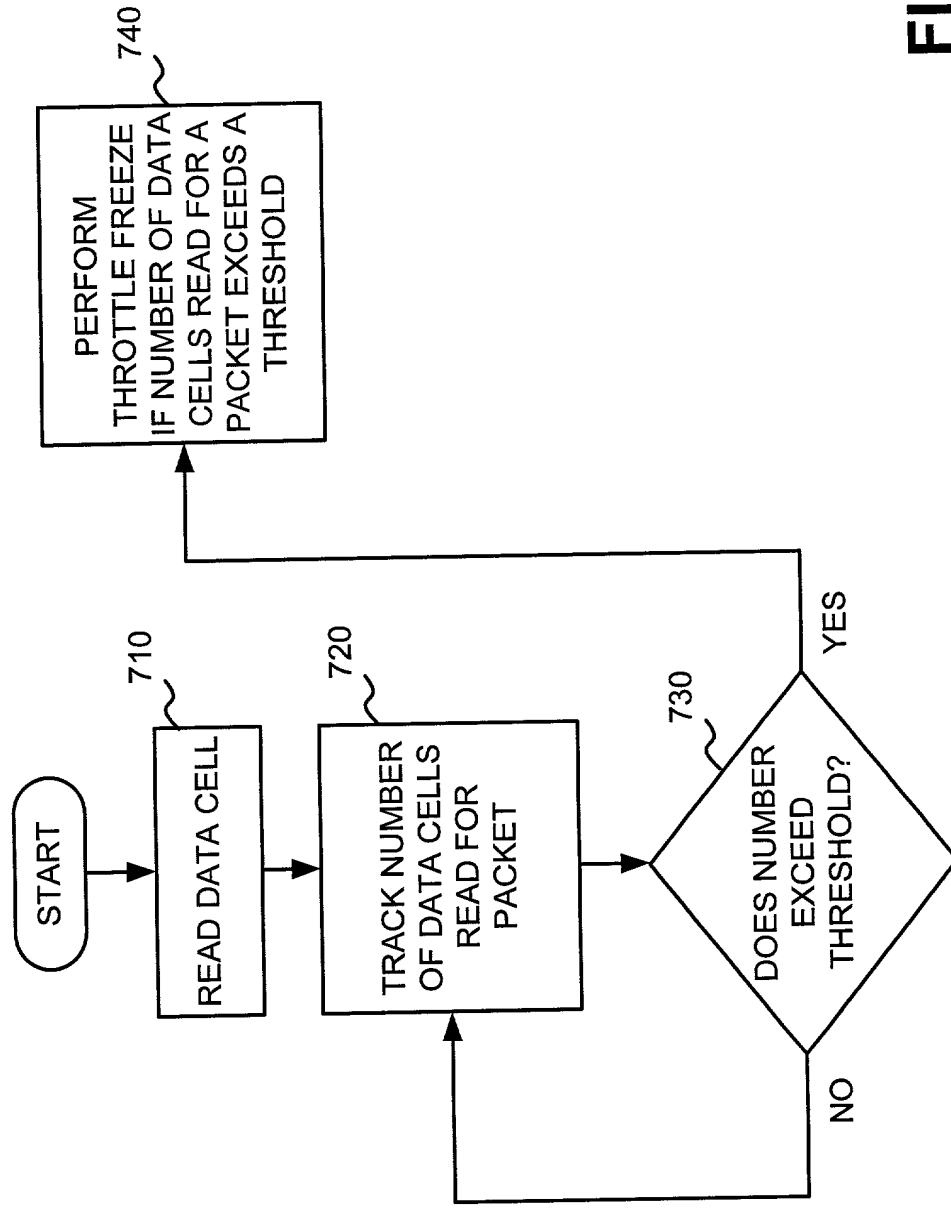 START
710
READ DATA CELL
720
TRACK NUMBER
OF DATA CELLS
READ FOR
PACKET
730
DOES NUMBER
EXCEED
THRESHOLD?
NO
YES
740
PERFORM
THROTTLE FREEZE
IF NUMBER OF DATA
CELLS READ FOR A
PACKET EXCEEDS A
THRESHOLD